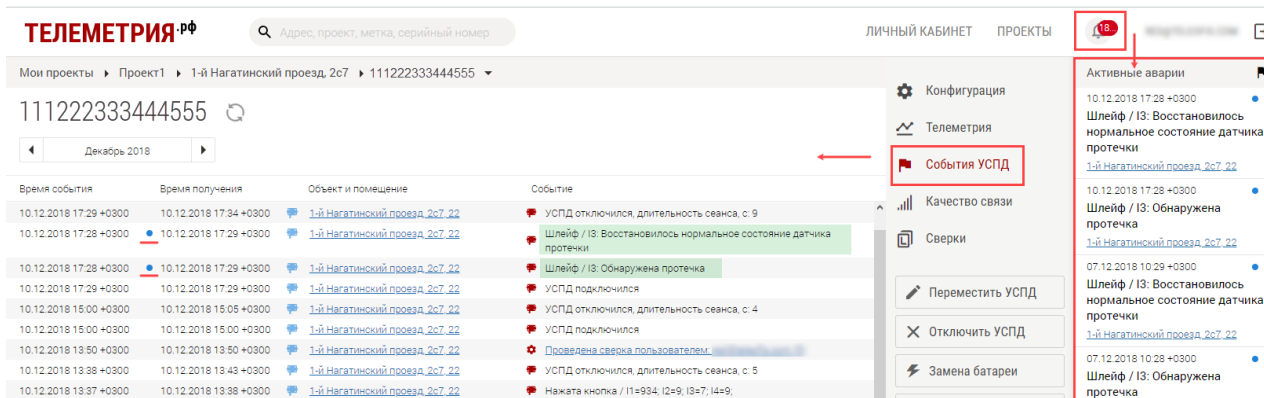 ТЕЛЕМЕТРИЯ.РФ
Адрес, проект, метка, серийный номер
ЛИЧНЫЙ КАБИНЕТ ПРОЕКТЫ
18...
Мои проекты Проект1 1-й Нагатинский проезд, 2с7 111222333444555
111222333444555
Декабрь 2018
Время события Время получения Объект и помещение Событие
10.12.2018 17:29 +0300 10.12.2018 17:34 +0300 1-й Нагатинский проезд, 2с7, 22 УСПД отключился, длительность сеанса, с: 9
10.12.2018 17:28 +0300 10.12.2018 17:29 +0300 1-й Нагатинский проезд, 2с7, 22 Шлейф / I3: Восстановилось нормальное состояние датчика
протечки
10.12.2018 17:28 +0300 10.12.2018 17:29 +0300 1-й Нагатинский проезд, 2с7, 22 Шлейф / I3: Обнаружена протечка
10.12.2018 17:29 +0300 10.12.2018 17:29 +0300 1-й Нагатинский проезд, 2с7, 22 УСПД подключился
10.12.2018 15:00 +0300 10.12.2018 15:05 +0300 1-й Нагатинский проезд, 2с7, 22 УСПД отключился, длительность сеанса, с: 4
10.12.2018 15:00 +0300 10.12.2018 15:00 +0300 1-й Нагатинский проезд, 2с7, 22 УСПД подключился
10.12.2018 13:50 +0300 10.12.2018 13:50 +0300 1-й Нагатинский проезд, 2с7, 22 Проведена сверка пользователем:
10.12.2018 13:38 +0300 10.12.2018 13:43 +0300 1-й Нагатинский проезд, 2с7, 22 УСПД отключился, длительность сеанса, с: 5
10.12.2018 13:37 +0300 10.12.2018 13:38 +0300 1-й Нагатинский проезд, 2с7, 22 Нажата кнопка / I1=934; I2=9; I3=7; I4=9;
Конфигурация
Телеметрия
События УСПД
Качество связи
Сверки
Переместить УСПД
Отключить УСПД
Замена батареи
Активные аварии
10.12.2018 17:28 +0300
Шлейф / I3: Восстановилось
нормальное состояние датчика
протечки
1-й Нагатинский проезд, 2с7, 22
10.12.2018 17:28 +0300
Шлейф / I3: Обнаружена
протечка
1-й Нагатинский проезд, 2с7, 22
07.12.2018 10:29 +0300
Шлейф / I3: Восстановилось
нормальное состояние датчика
протечки
1-й Нагатинский проезд, 2с7, 22
07.12.2018 10:28 +0300
Шлейф / I3: Обнаружена
протечка